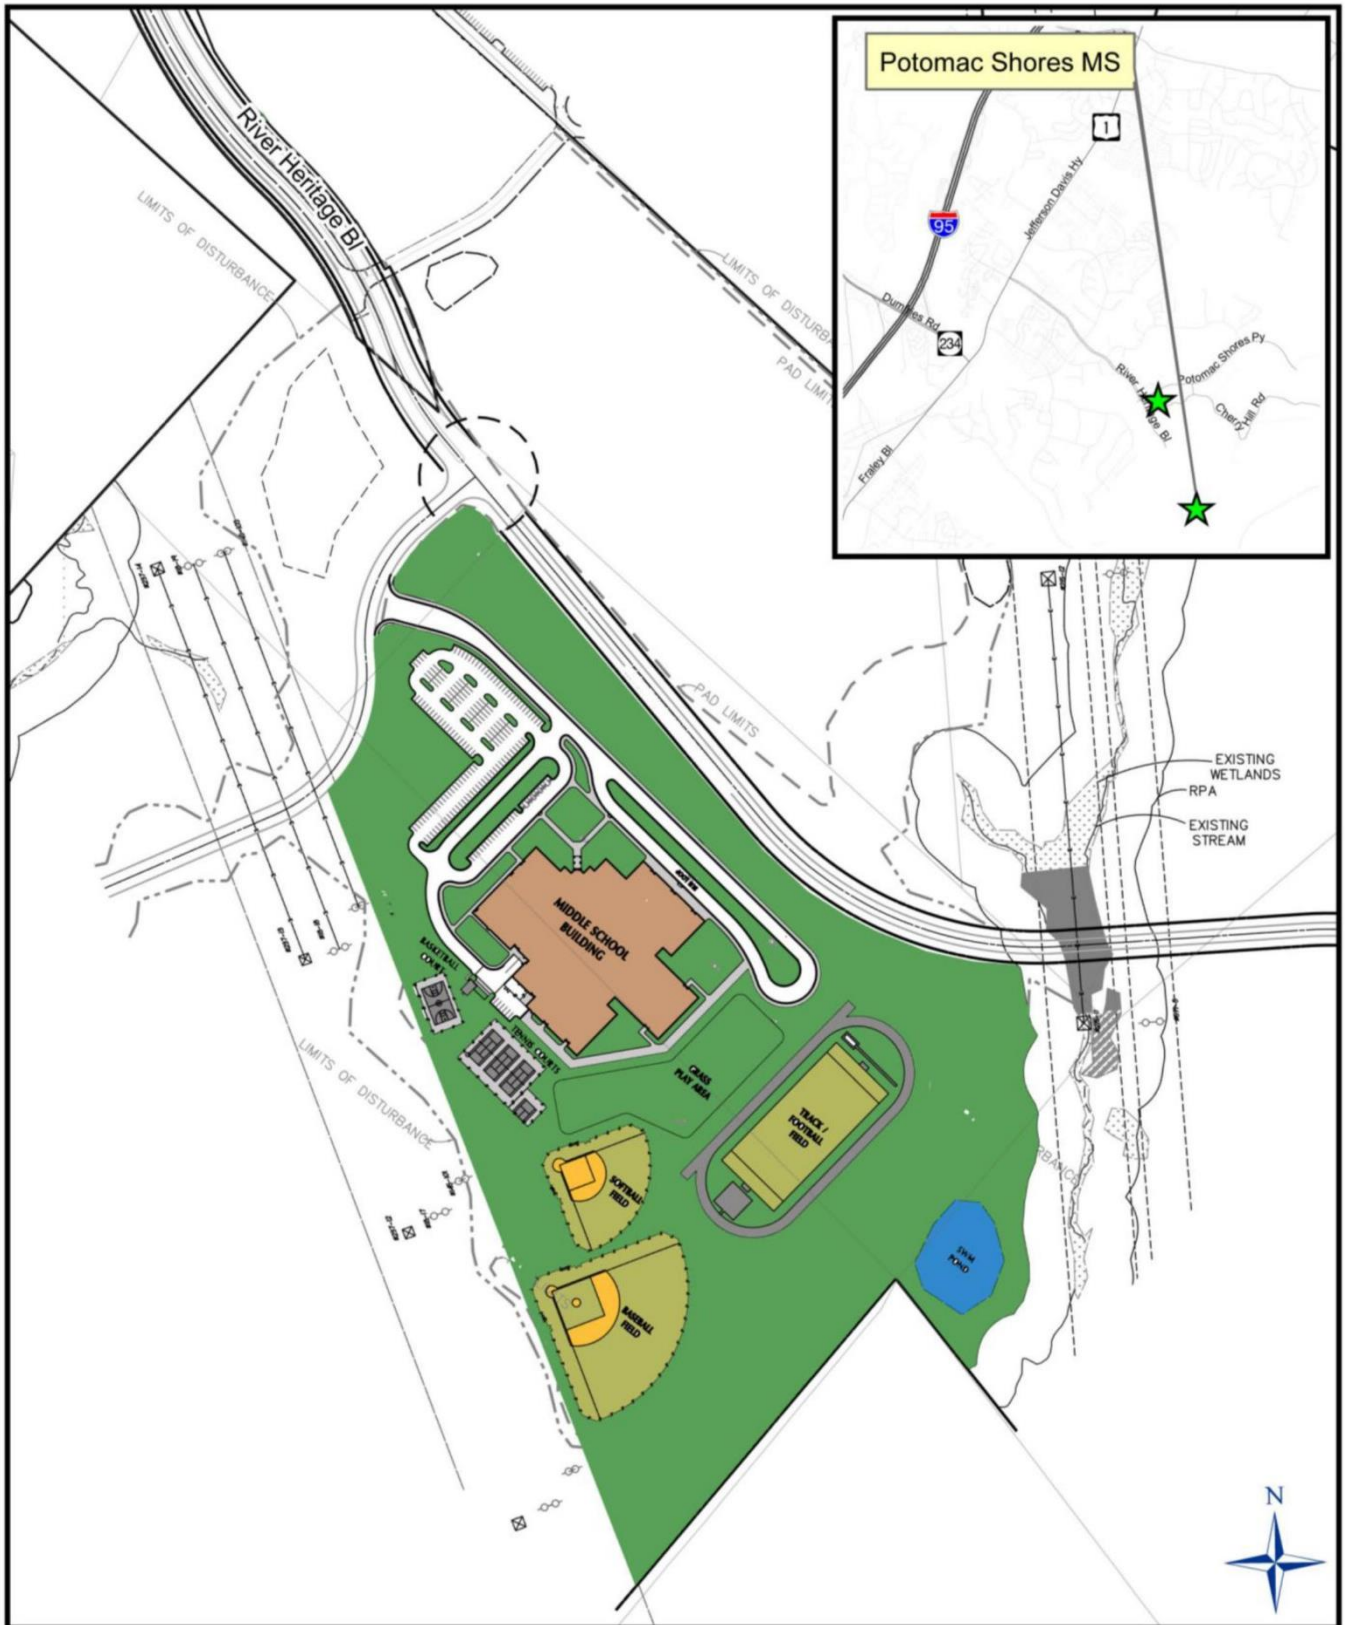 Potomac Shores MS
1
Jefferson Davis Hy
95
Dumfries Rd
234
Potomac Shores Py
River Heritage Bl
Cherry Hill Rd
Fraley Bl
River Heritage Bl
LIMITS OF DISTURBANCE
LIMITS OF DISTURBA
PAD LIMIT
PAD LIMITS
EXISTING
WETLANDS
RPA
EXISTING
STREAM
MIDDLE SCHOOL
BUILDING
BASKETBALL
COURT
TENNIS COURTS
GRASS
PLAY AREA
TRACK /
FOOTBALL
FIELD
LIMITS OF DISTURBANCE
RBANCE
SOFTBALL
FIELD
SWM
POND
BASEBALL
FIELD
N